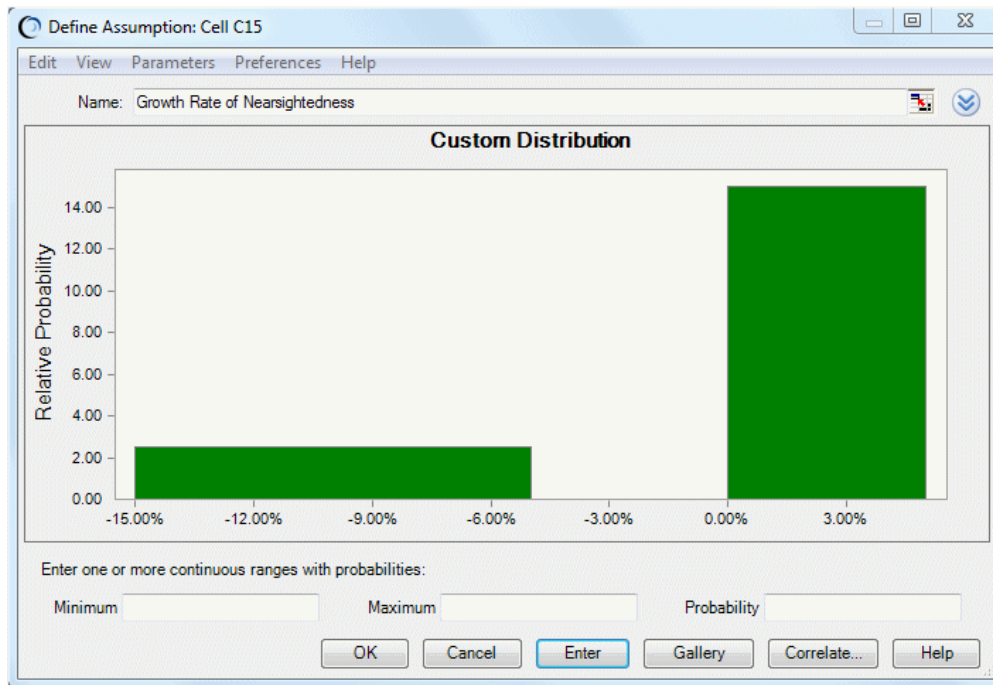 Define Assumption: Cell C15
Edit View Parameters Preferences Help
Name: Growth Rate of Nearsightedness
Custom Distribution
Relative Probability
14.00
12.00
10.00
8.00
6.00
4.00
2.00
0.00
-15.00% -12.00% -9.00% -6.00% -3.00% 0.00% 3.00%
Enter one or more continuous ranges with probabilities:
Minimum Maximum Probability
OK Cancel Enter Gallery Correlate... Help